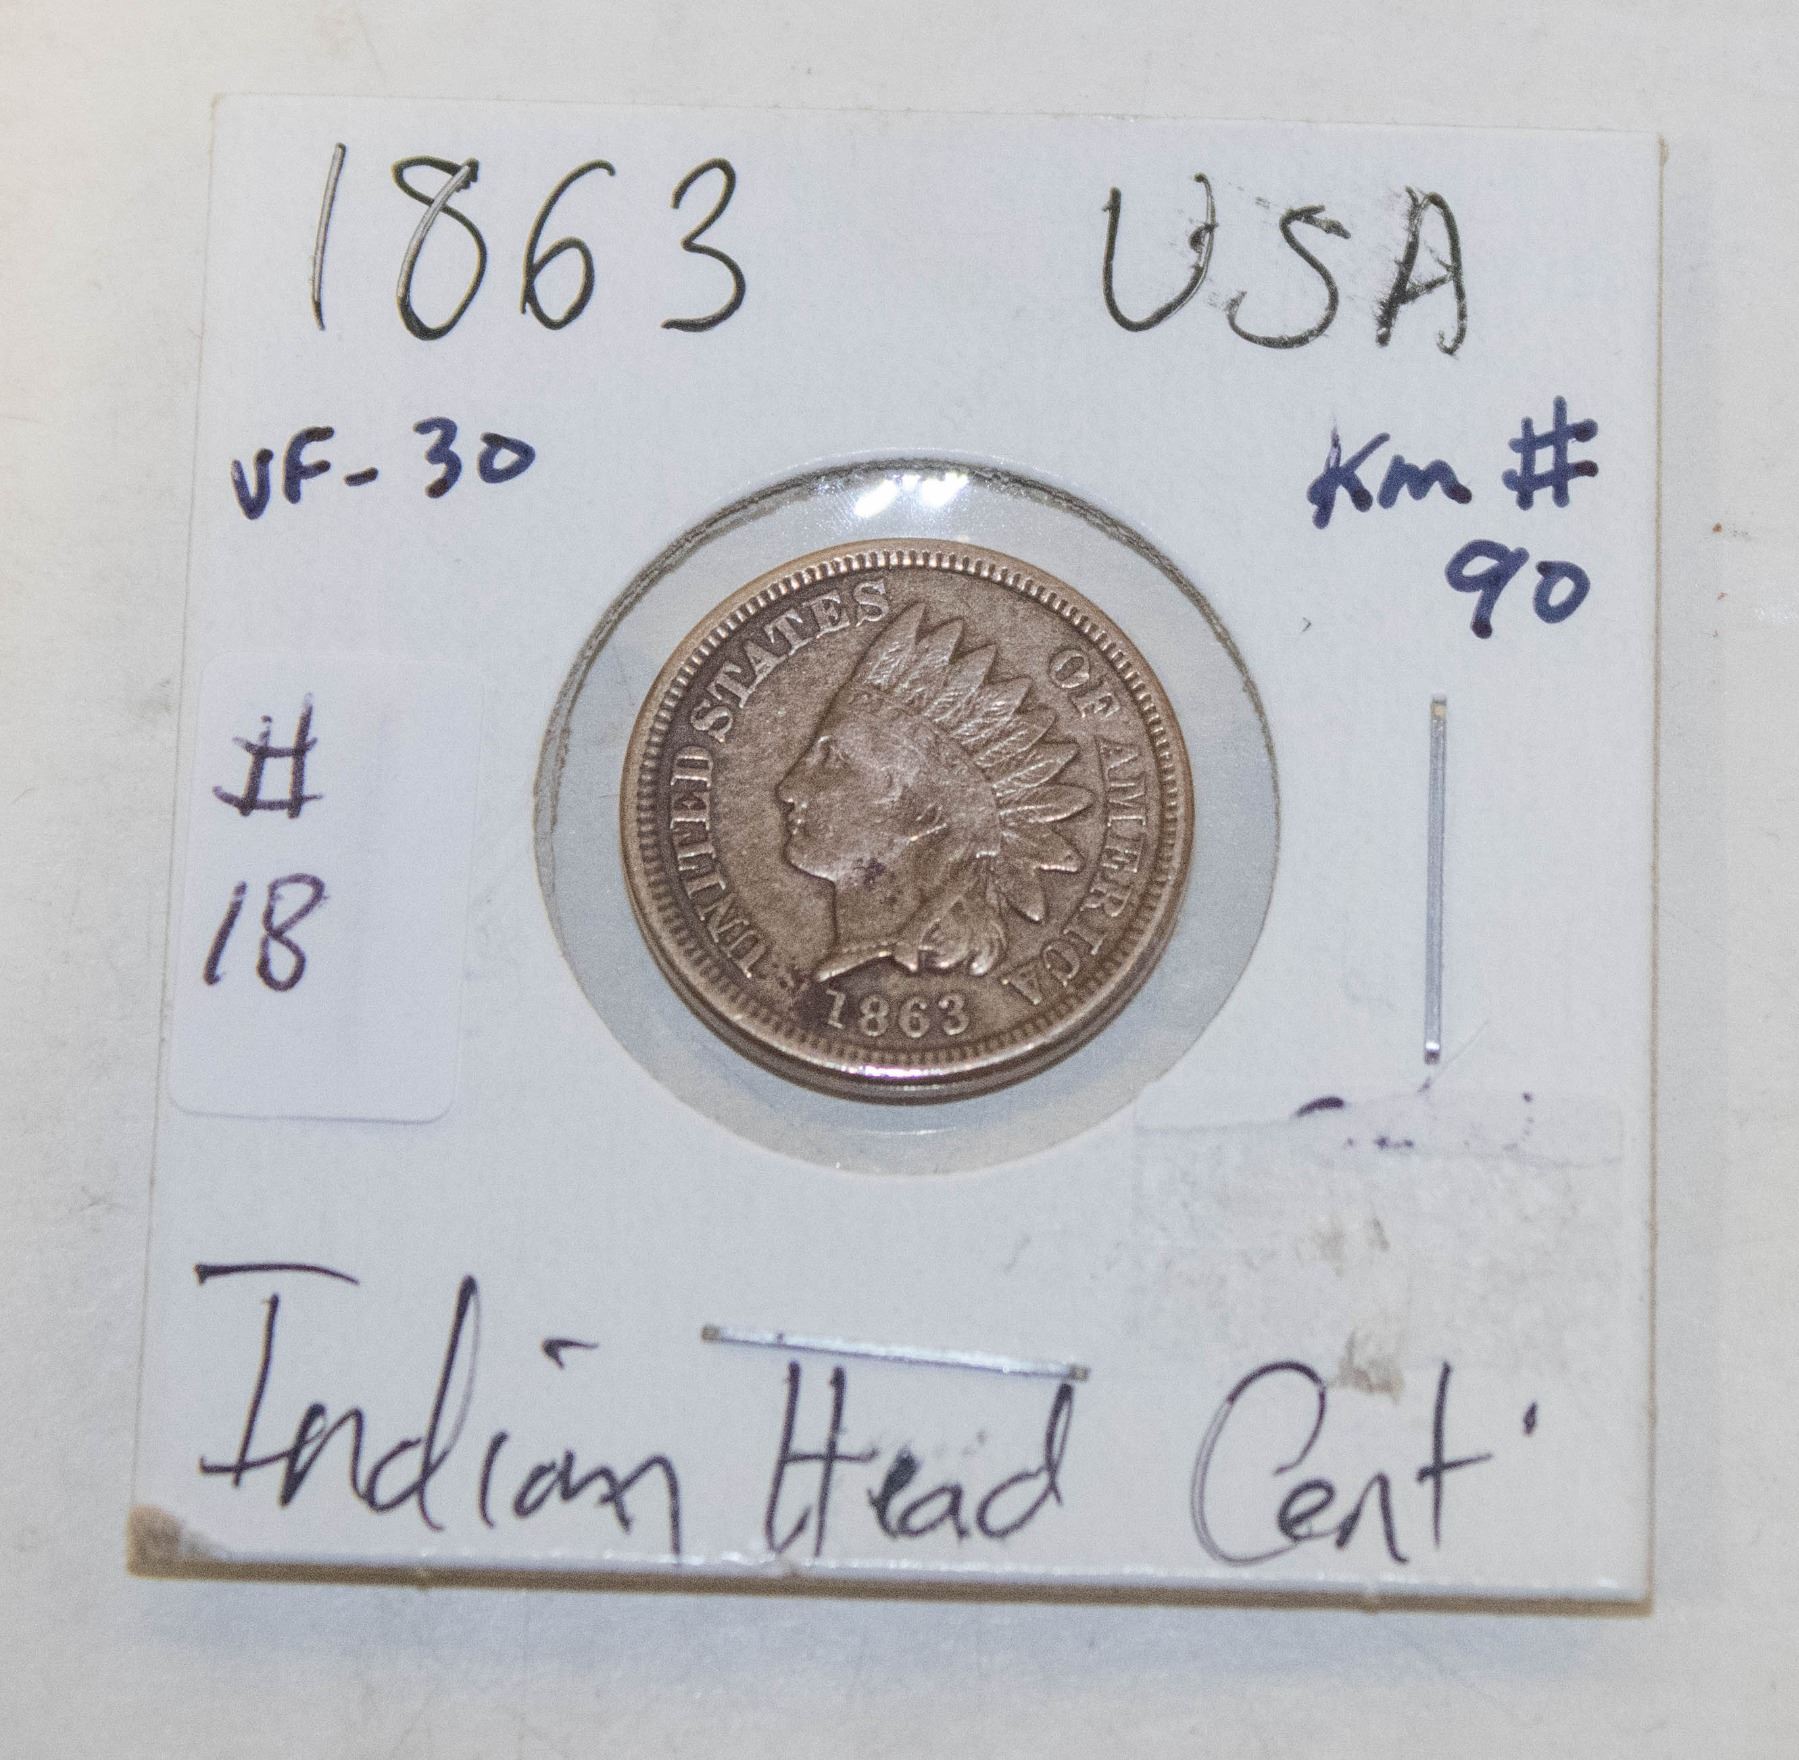 1863 USA
VF-30
Km #
90
#
18
UNITED STATES OF AMERICA
1863
Indian Head Cent